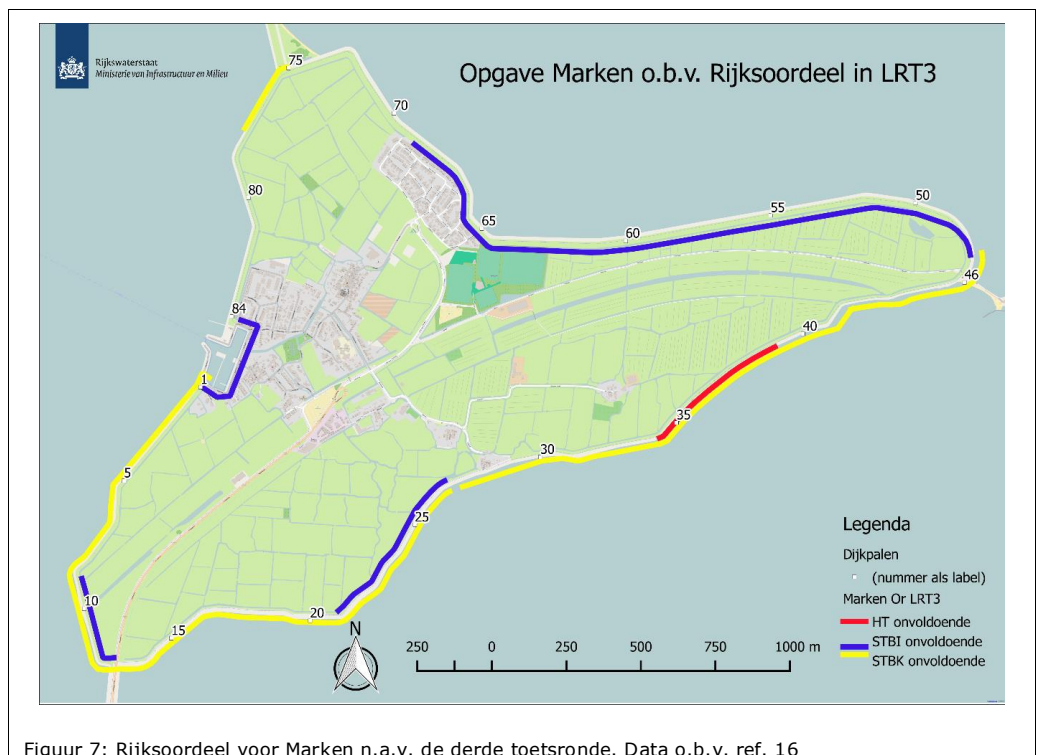 Rijkswaterstaat
Ministerie van Infrastructuur en Milieu
Opgave Marken o.b.v. Rijksoordeel in LRT3
75
70
80
65
60
55
50
84
46
1
40
35
5
30
25
10
15
20
N
250 0 250 500 750 1000 m
Legenda
Dijkpalen
(nummer als label)
Marken Or LRT3
HT onvoldoende
STBI onvoldoende
STBK onvoldoende
Figuur 7: Rijksoordeel voor Marken n.a.v. de derde toetsronde. Data o.b.v. ref. 16